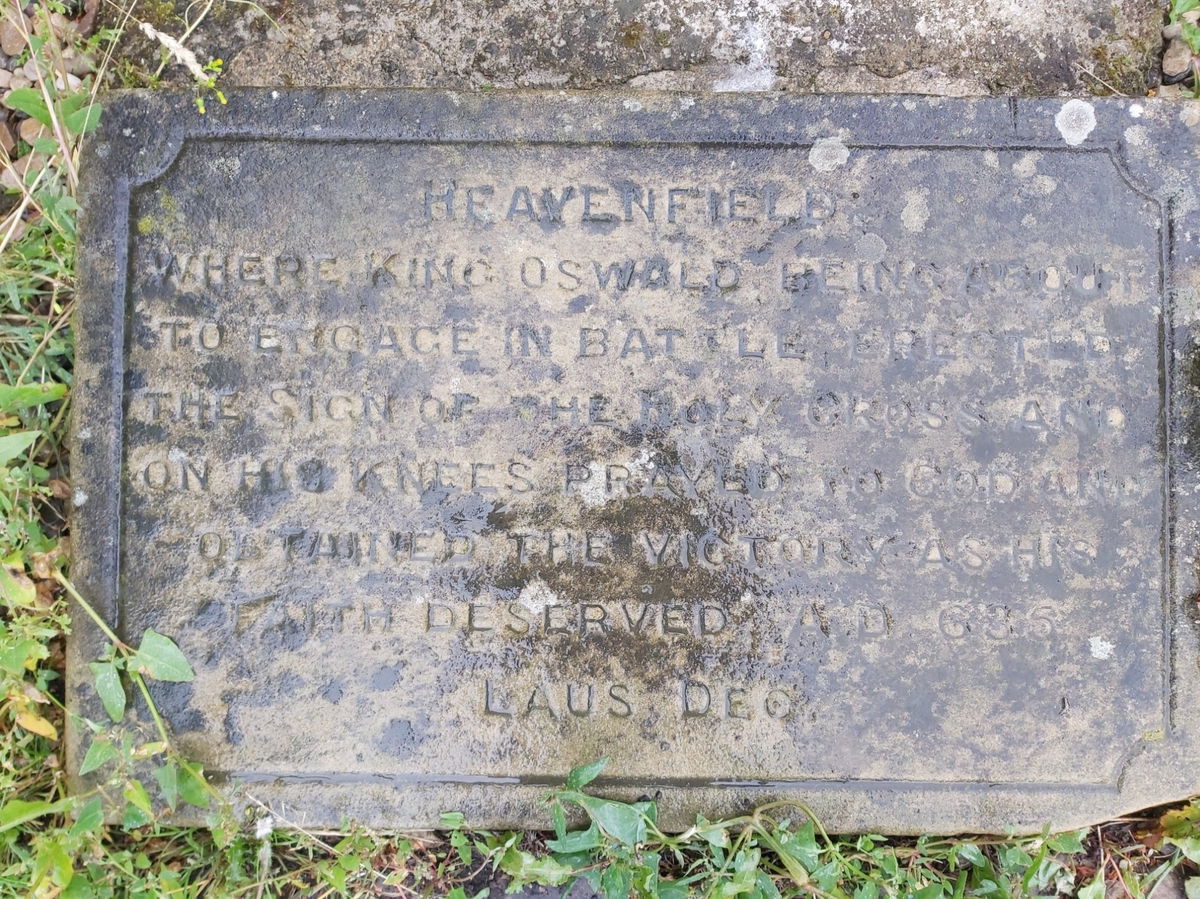 HEAVENFIELD.
WHERE KING OSWALD BEING ABOUT
TO ENGAGE IN BATTLE, ERECTED
THE SIGN OF THE HOLY CROSS AND
ON HIS KNEES PRAYED TO GOD AND
OBTAINED THE VICTORY AS HIS
FAITH DESERVED, A.D. 635
LAUS DEO